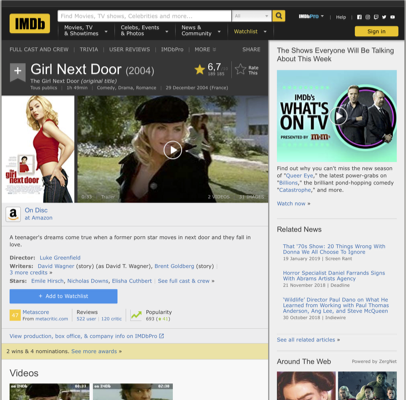 IMDb
Find Movies, TV shows, Celebrities and more...
All
IMDbPro
Help
Movies, TV & Showtimes
Celebs, Events & Photos
News & Community
Watchlist
Sign in
FULL CAST AND CREW | TRIVIA | USER REVIEWS | IMDbPro | MORE
SHARE
Girl Next Door (2004)
The Girl Next Door (original title)
Tous publics | 1h 49min | Comedy, Drama, Romance | 29 December 2004 (France)
6,7
Rate This
the girl next door
2 VIDEOS
On Disc
at Amazon
A teenager's dreams come true when a former porn star moves in next door and they fall in love.
Director: Luke Greenfield
Writers: David Wagner (story) (as David T. Wagner), Brent Goldberg (story) |
3 more credits »
Stars: Emile Hirsch, Nicholas Downs, Elisha Cuthbert | See full cast & crew »
+ Add to Watchlist
Metascore
From metacritic.com
Reviews
522 user | 120 critic
Popularity
View production, box office, & company info on IMDbPro
2 wins & 4 nominations. See more awards »
Videos
The Shows Everyone Will Be Talking About This Week
IMDb's
WHAT'S
ON TV
PRESENTED BY
Find out why you can't miss the new season of "Queer Eye," the latest power-grabs on "Billions," the brilliant pond-hopping comedy "Catastrophe," and more.
Watch now »
Related News
That '70s Show: 20 Things Wrong With Donna We All Choose To Ignore
19 January 2019 | Screen Rant
Horror Specialist Daniel Farrands Signs With Abrams Artists Agency
21 November 2018 | Deadline
'Wildlife' Director Paul Dano on What He Learned from Working with Paul Thomas Anderson, Ang Lee, and Steve McQueen
30 October 2018 | Indiewire
See all related articles »
Around The Web
Powered by ZergNet